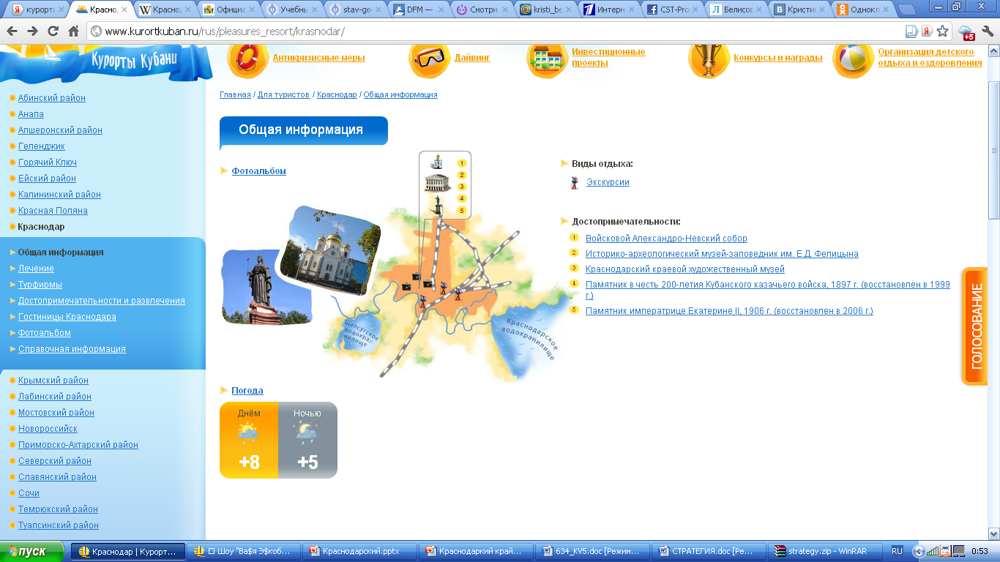 курорты
Красно,
Красно,
Официа
Учебнь
stav-ge
DFM —
Смотри
kristi_be
Интерн
CST-Pro
Белисов
Кристи
Однокл
www.kurortkuban.ru/rus/pleasures_resort/krasnodar/
+5
Курорты Кубани
Антикризисные меры
Дайвинг
Инвестиционные
проекты
Конкурсы и награды
Организация детского
отдыха и оздоровления
Абинский район
Анапа
Апшеронский район
Геленджик
Горячий Ключ
Ейский район
Калининский район
Красная Поляна
Краснодар
Общая информация
Лечение
Турфирмы
Достопримечательности и развлечения
Гостиницы Краснодара
Фотоальбом
Справочная информация
Крымский район
Лабинский район
Мостовский район
Новороссийск
Приморско-Ахтарский район
Северский район
Славянский район
Сочи
Темрюкский район
Туапсинский район
Главная / Для туристов / Краснодар / Общая информация
Общая информация
Фотоальбом
1
2
3
4
5
Шапсугское
водохра-
нилище
Краснодарское
водохранилище
Виды отдыха:
Экскурсии
Достопримечательности:
1 Войсковой Александро-Невский собор
2 Историко-археологический музей-заповедник им. Е.Д. Фелицына
3 Краснодарский краевой художественный музей
4 Памятник в честь 200-летия Кубанского казачьего войска, 1897 г. (восстановлен в 1999
г.)
5 Памятник императрице Екатерине II, 1906 г. (восстановлен в 2006 г.)
ГОЛОСОВАНИЕ
Погода
Днём
Ночью
+8
+5
пуск
Краснодар | Курорт...
Шоу "Ва$я Э$коб...
Краснодарский.pptx
Краснодаркий край...
634_KV5.doc [Режим...
СТРАТЕГИЯ.doc [Ре...
strategy.zip - WinRAR
RU
0:53